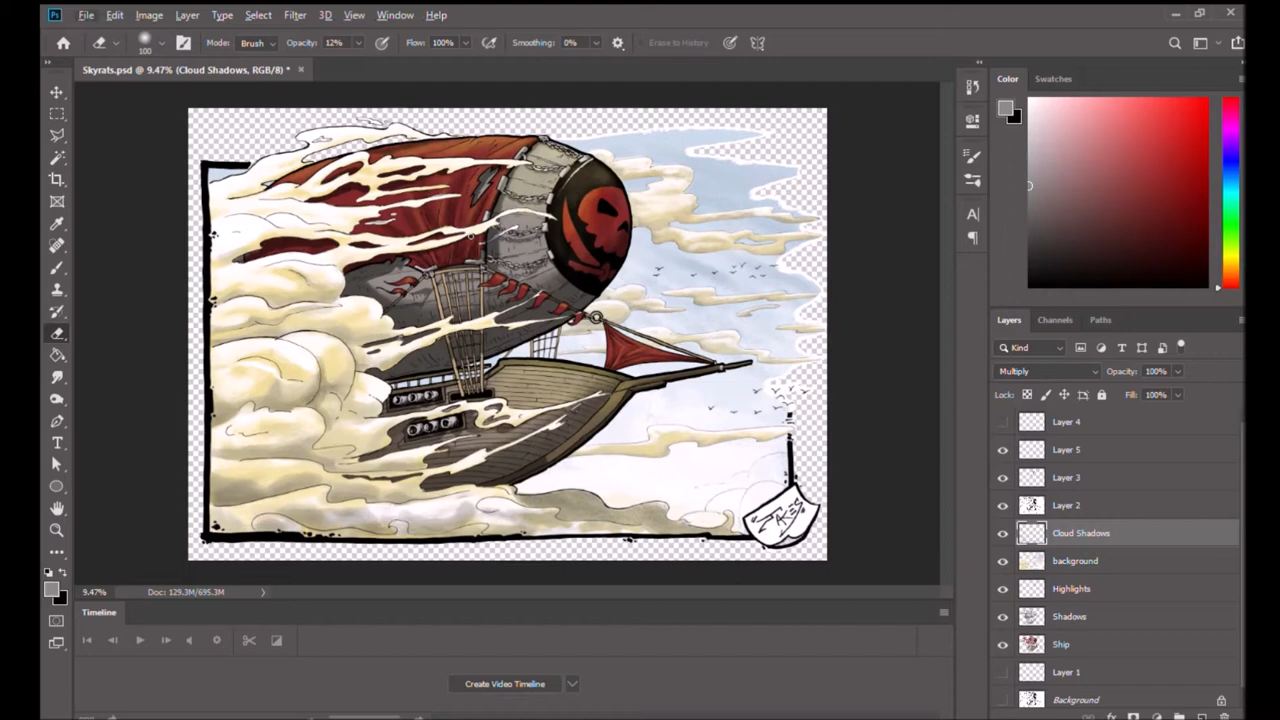 Ps File Edit Image Layer Type Select Filter 3D View Window Help
100 Mode: Brush Opacity: 12% Flow: 100% Smoothing: 0% Erase to History
Skyrats.psd @ 9.47% (Cloud Shadows, RGB/8) *
Color Swatches
Layers Channels Paths
Kind
Multiply Opacity: 100%
Lock: Fill: 100%
Layer 4
Layer 5
Layer 3
Layer 2
Cloud Shadows
background
Highlights
Shadows
Ship
Layer 1
Background
9.47% Doc: 129.3M/695.3M
Timeline
Create Video Timeline